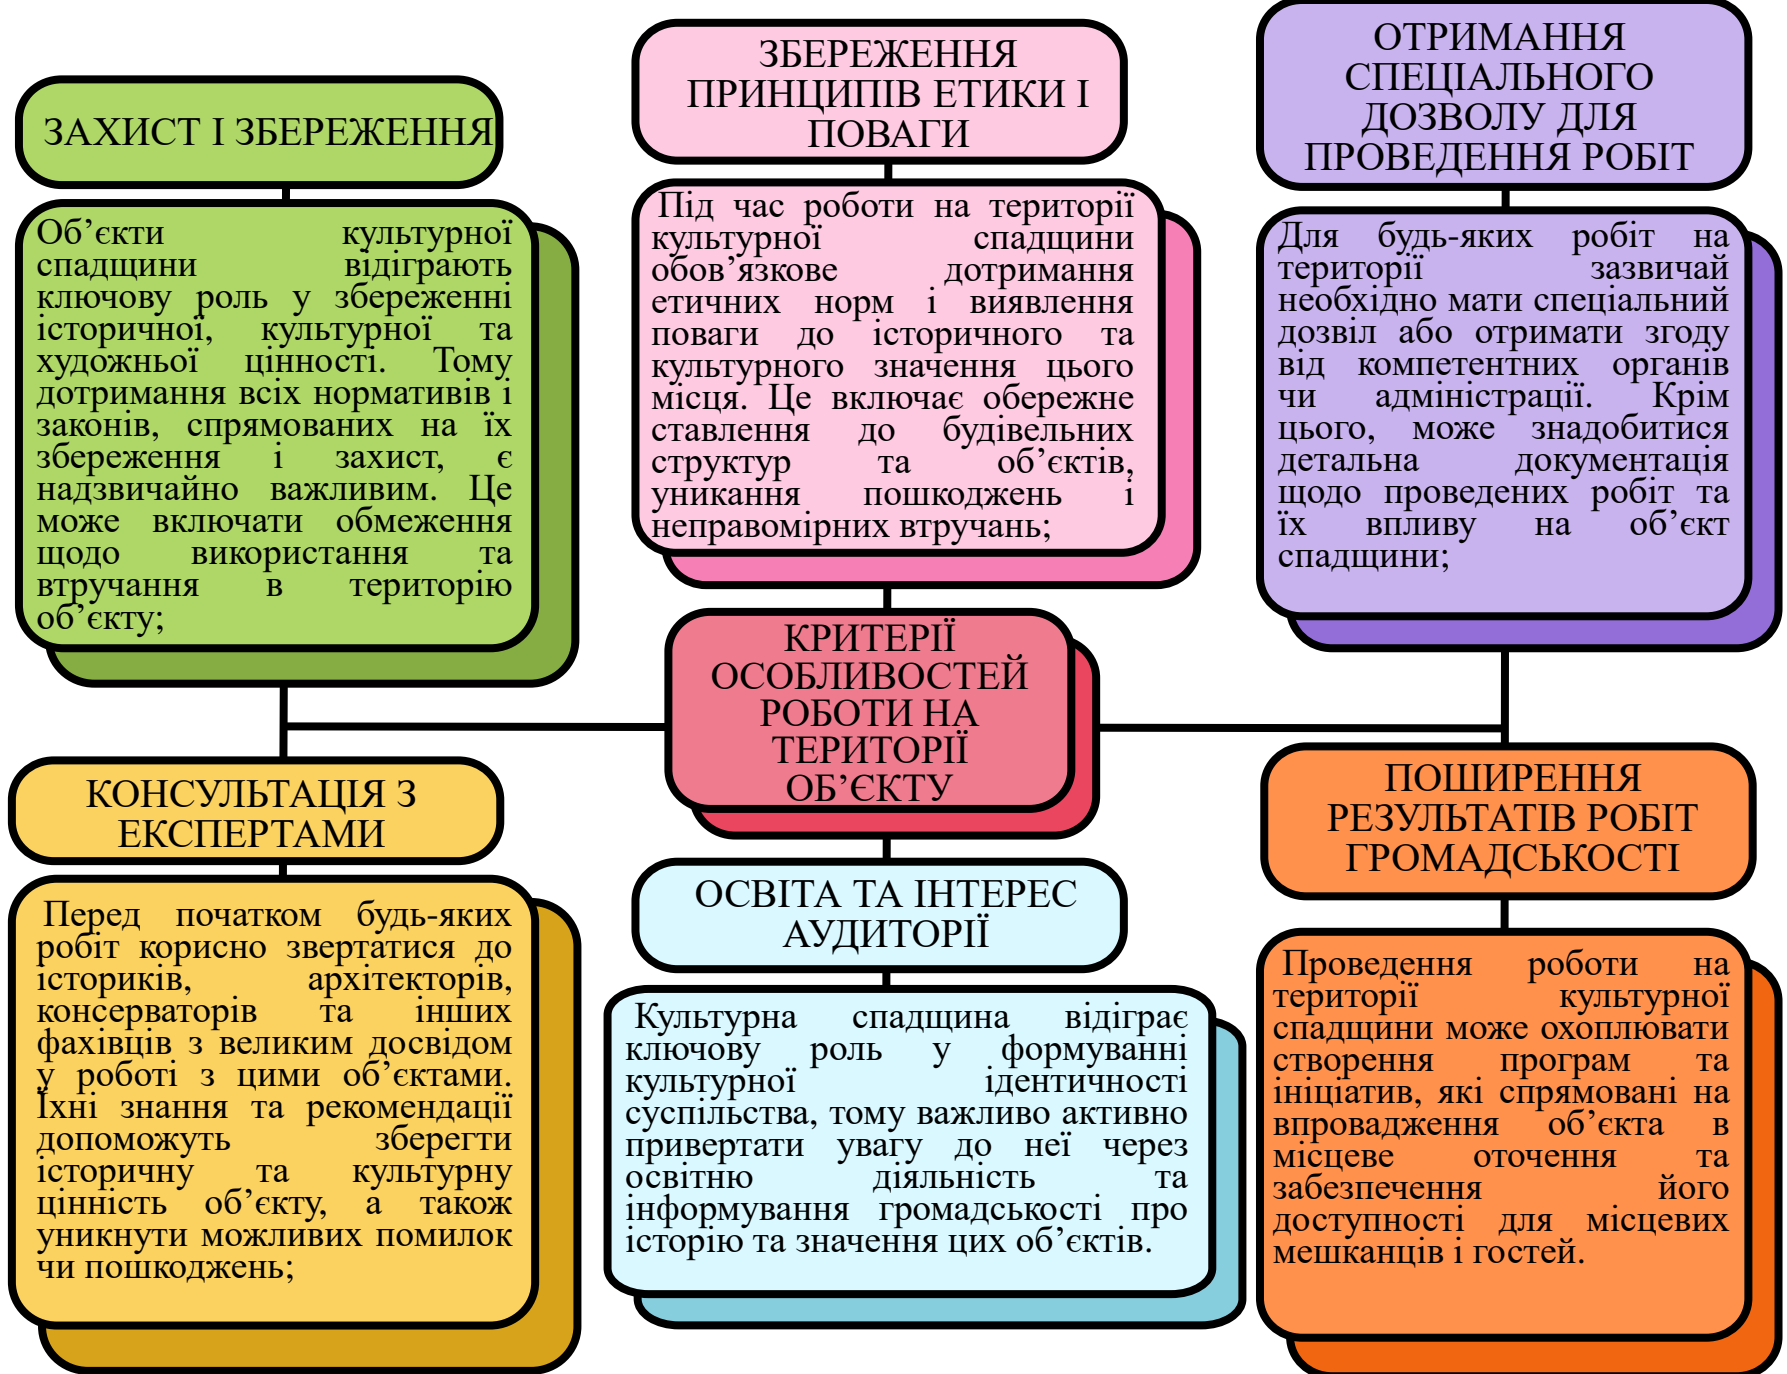 ЗАХИСТ І ЗБЕРЕЖЕННЯ
Об’єкти культурної
спадщини відіграють
ключову роль у збереженні
історичної, культурної та
художньої цінності. Тому
дотримання всіх нормативів і
законів, спрямованих на їх
збереження і захист, є
надзвичайно важливим. Це
може включати обмеження
щодо використання та
втручання в територію
об’єкту;
ЗБЕРЕЖЕННЯ
ПРИНЦИПІВ ЕТИКИ І
ПОВАГИ
Під час роботи на території
культурної спадщини
обов’язкове дотримання
етичних норм і виявлення
поваги до історичного та
культурного значення цього
місця. Це включає обережне
ставлення до будівельних
структур та об’єктів,
уникання пошкоджень і
неправомірних втручань;
ОТРИМАННЯ
СПЕЦІАЛЬНОГО
ДОЗВОЛУ ДЛЯ
ПРОВЕДЕННЯ РОБІТ
Для будь-яких робіт на
території зазвичай
необхідно мати спеціальний
дозвіл або отримати згоду
від компетентних органів
чи адміністрації. Крім
цього, може знадобитися
детальна документація
щодо проведених робіт та
їх впливу на об’єкт
спадщини;
КРИТЕРІЇ
ОСОБЛИВОСТЕЙ
РОБОТИ НА
ТЕРИТОРІЇ
ОБ’ЄКТУ
КОНСУЛЬТАЦІЯ З
ЕКСПЕРТАМИ
Перед початком будь-яких
робіт корисно звертатися до
істориків, архітекторів,
консерваторів та інших
фахівців з великим досвідом
у роботі з цими об’єктами.
Їхні знання та рекомендації
допоможуть зберегти
історичну та культурну
цінність об’єкту, а також
уникнути можливих помилок
чи пошкоджень;
ОСВІТА ТА ІНТЕРЕС
АУДИТОРІЇ
Культурна спадщина відіграє
ключову роль у формуванні
культурної ідентичності
суспільства, тому важливо активно
привертати увагу до неї через
освітню діяльність та
інформування громадськості про
історію та значення цих об’єктів.
ПОШИРЕННЯ
РЕЗУЛЬТАТІВ РОБІТ
ГРОМАДСЬКОСТІ
Проведення роботи на
території культурної
спадщини може охоплювати
створення програм та
ініціатив, які спрямовані на
впровадження об’єкта в
місцеве оточення та
забезпечення його
доступності для місцевих
мешканців і гостей.